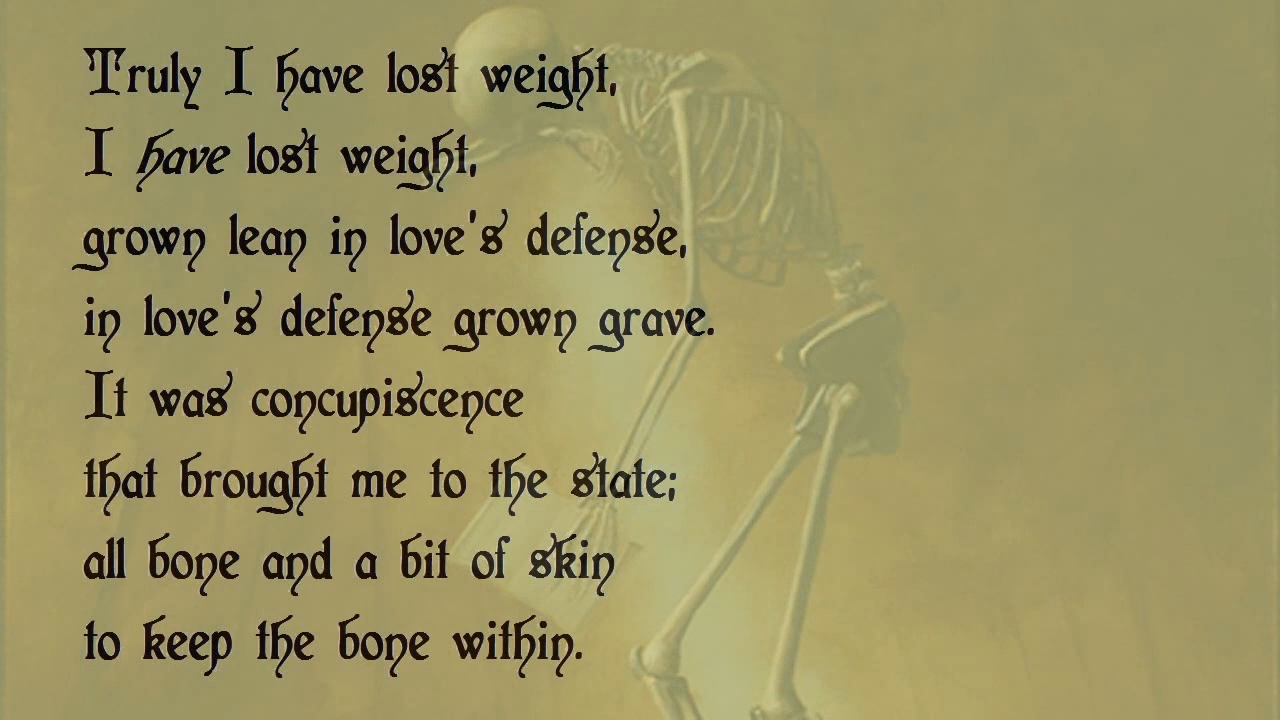 Truly I have lost weight,
I have lost weight,
grown lean in love's defense,
in love's defense grown grave.
It was concupiscence
that brought me to the state;
all bone and a bit of skin
to keep the bone within.